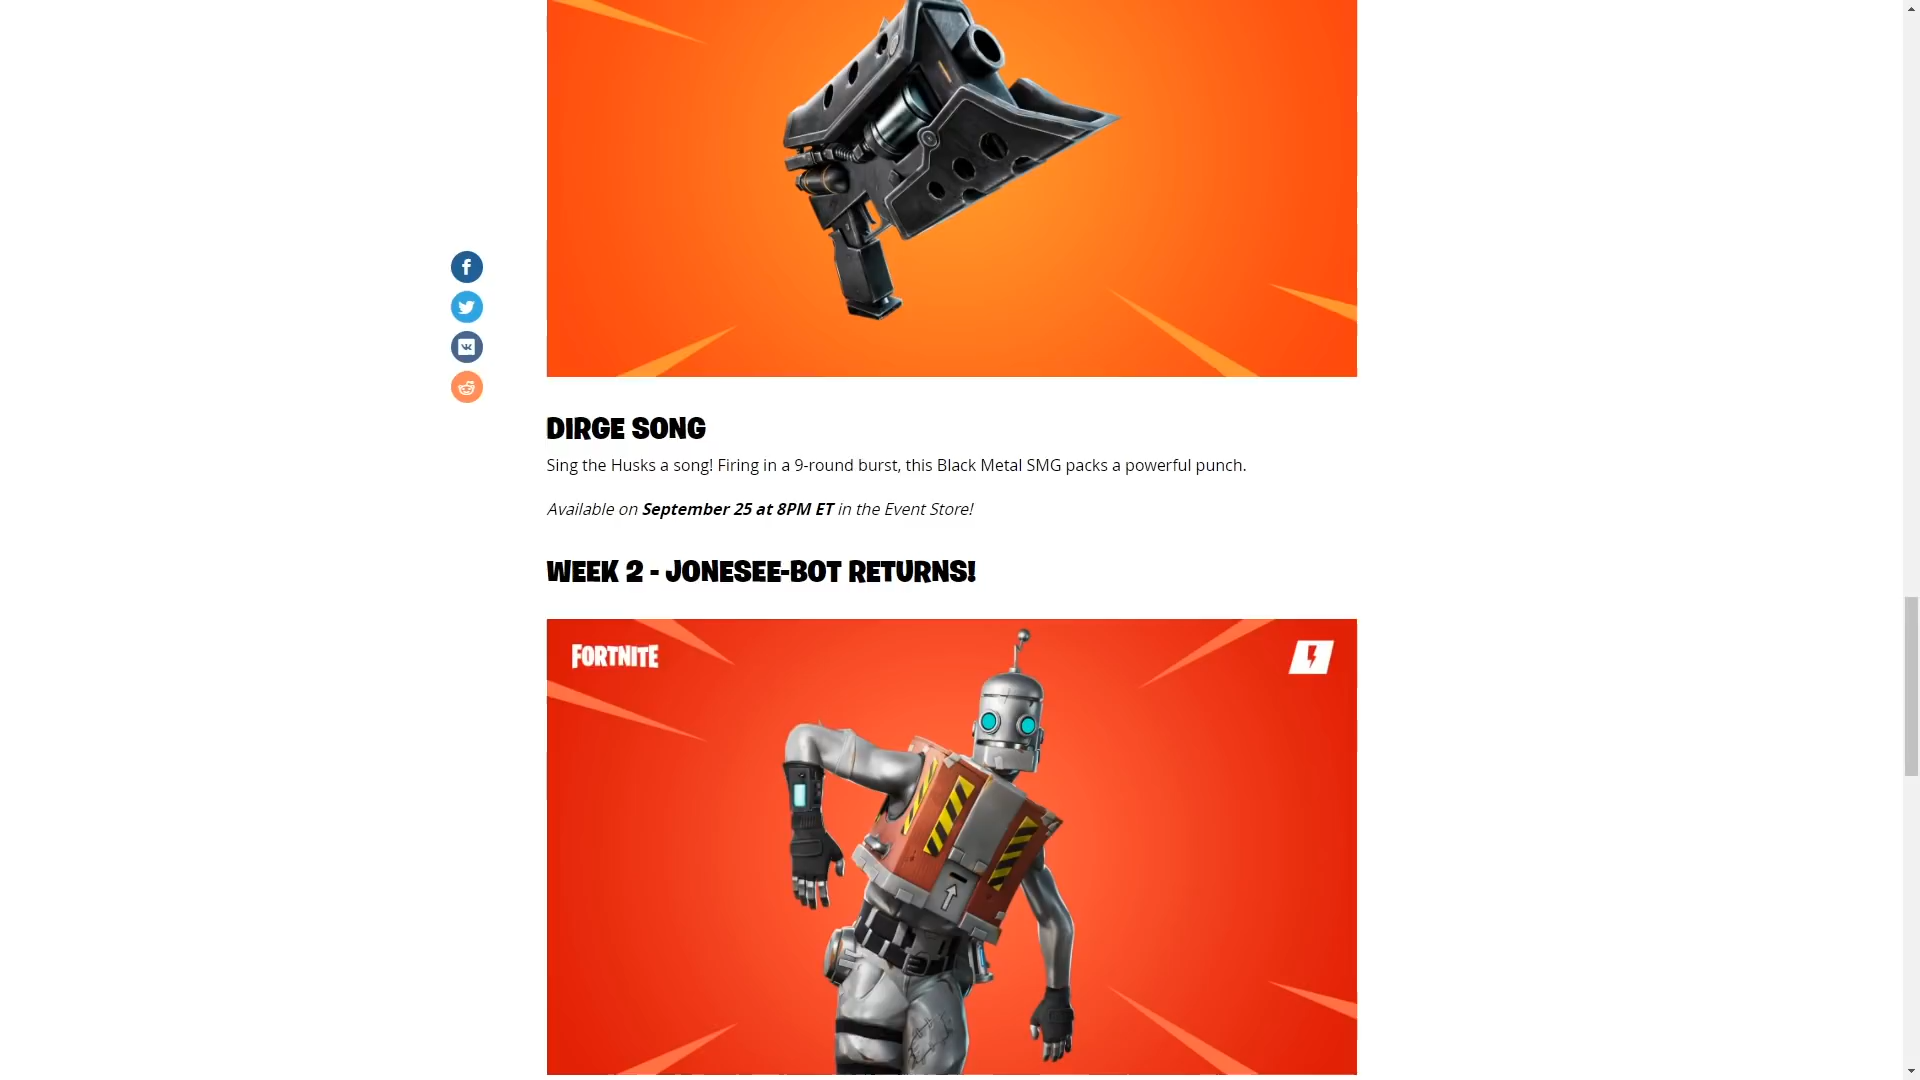 DIRGE SONG
Sing the Husks a song! Firing in a 9-round burst, this Black Metal SMG packs a powerful punch.
Available on September 25 at 8PM ET in the Event Store!
WEEK 2 - JONESEE-BOT RETURNS!
FORTNITE